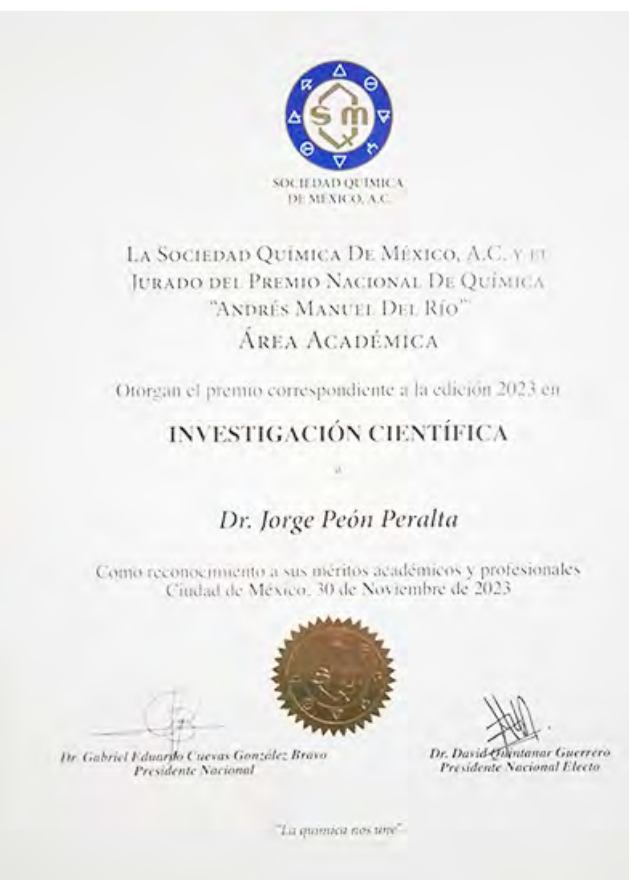 SMX
SOCIEDAD QUÍMICA
DE MÉXICO, A.C.
LA SOCIEDAD QUÍMICA DE MÉXICO, A.C. Y EL
JURADO DEL PREMIO NACIONAL DE QUÍMICA
"ANDRÉS MANUEL DEL RÍO"
ÁREA ACADÉMICA
Otorgan el premio correspondiente a la edición 2023 en
INVESTIGACIÓN CIENTÍFICA
a
Dr. Jorge Peón Peralta
Como reconocimiento a sus méritos académicos y profesionales
Ciudad de México, 30 de Noviembre de 2023
Dr. Gabriel Eduardo Cuevas González Bravo
Presidente Nacional
Dr. David Quintanar Guerrero
Presidente Nacional Electo
"La química nos une"